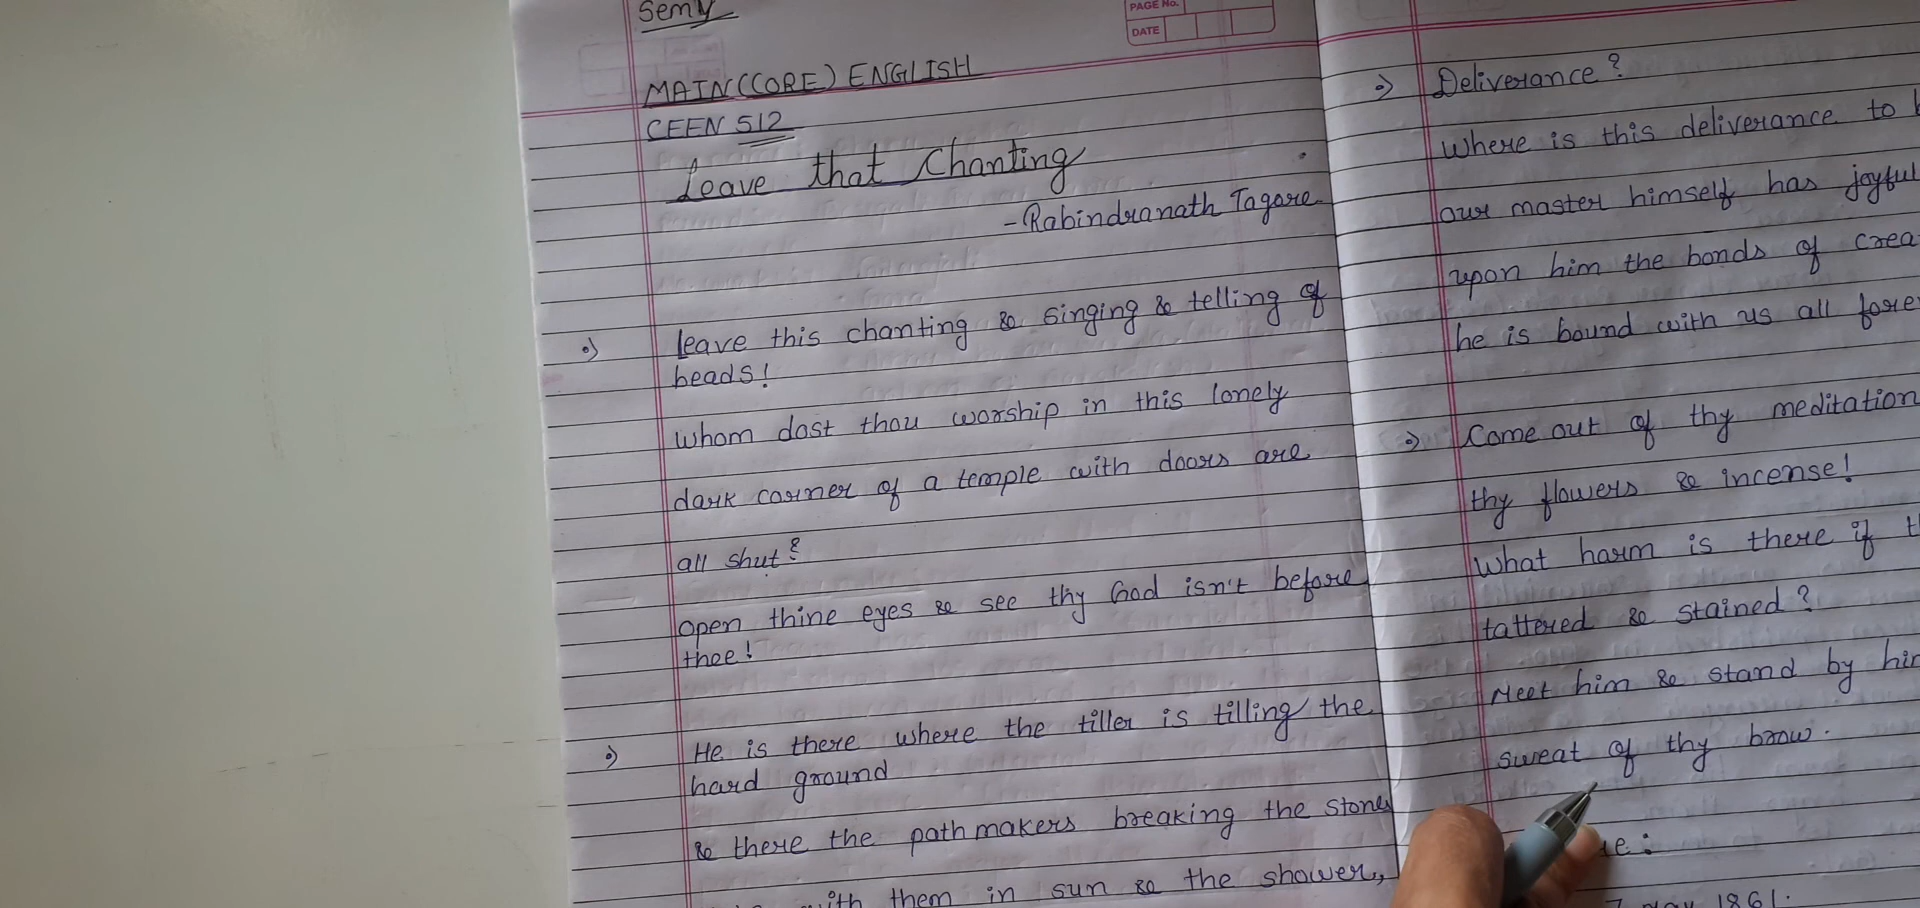 Sem V
PAGE No.
DATE
MAIN (CORE) ENGLISH
CEEN 512
Leave that Chanting
- Rabindranath Tagore
leave this chanting & singing & telling of
beads!
whom dost thou worship in this lonely
dark corner of a temple with doors are
all shut?
open thine eyes & see thy God isn't before
thee!
He is there where the tiller is tilling the
hard ground
& there the path makers breaking the stones
with them in sun & the shower,
Deliverance?
where is this deliverance to
our master himself has joyful
upon him the bonds of crea
he is bound with us all fore
Come out of thy meditation
thy flowers & incense!
what harm is there if
tattered & stained?
Meet him & stand by
sweat of thy brow.
1861.